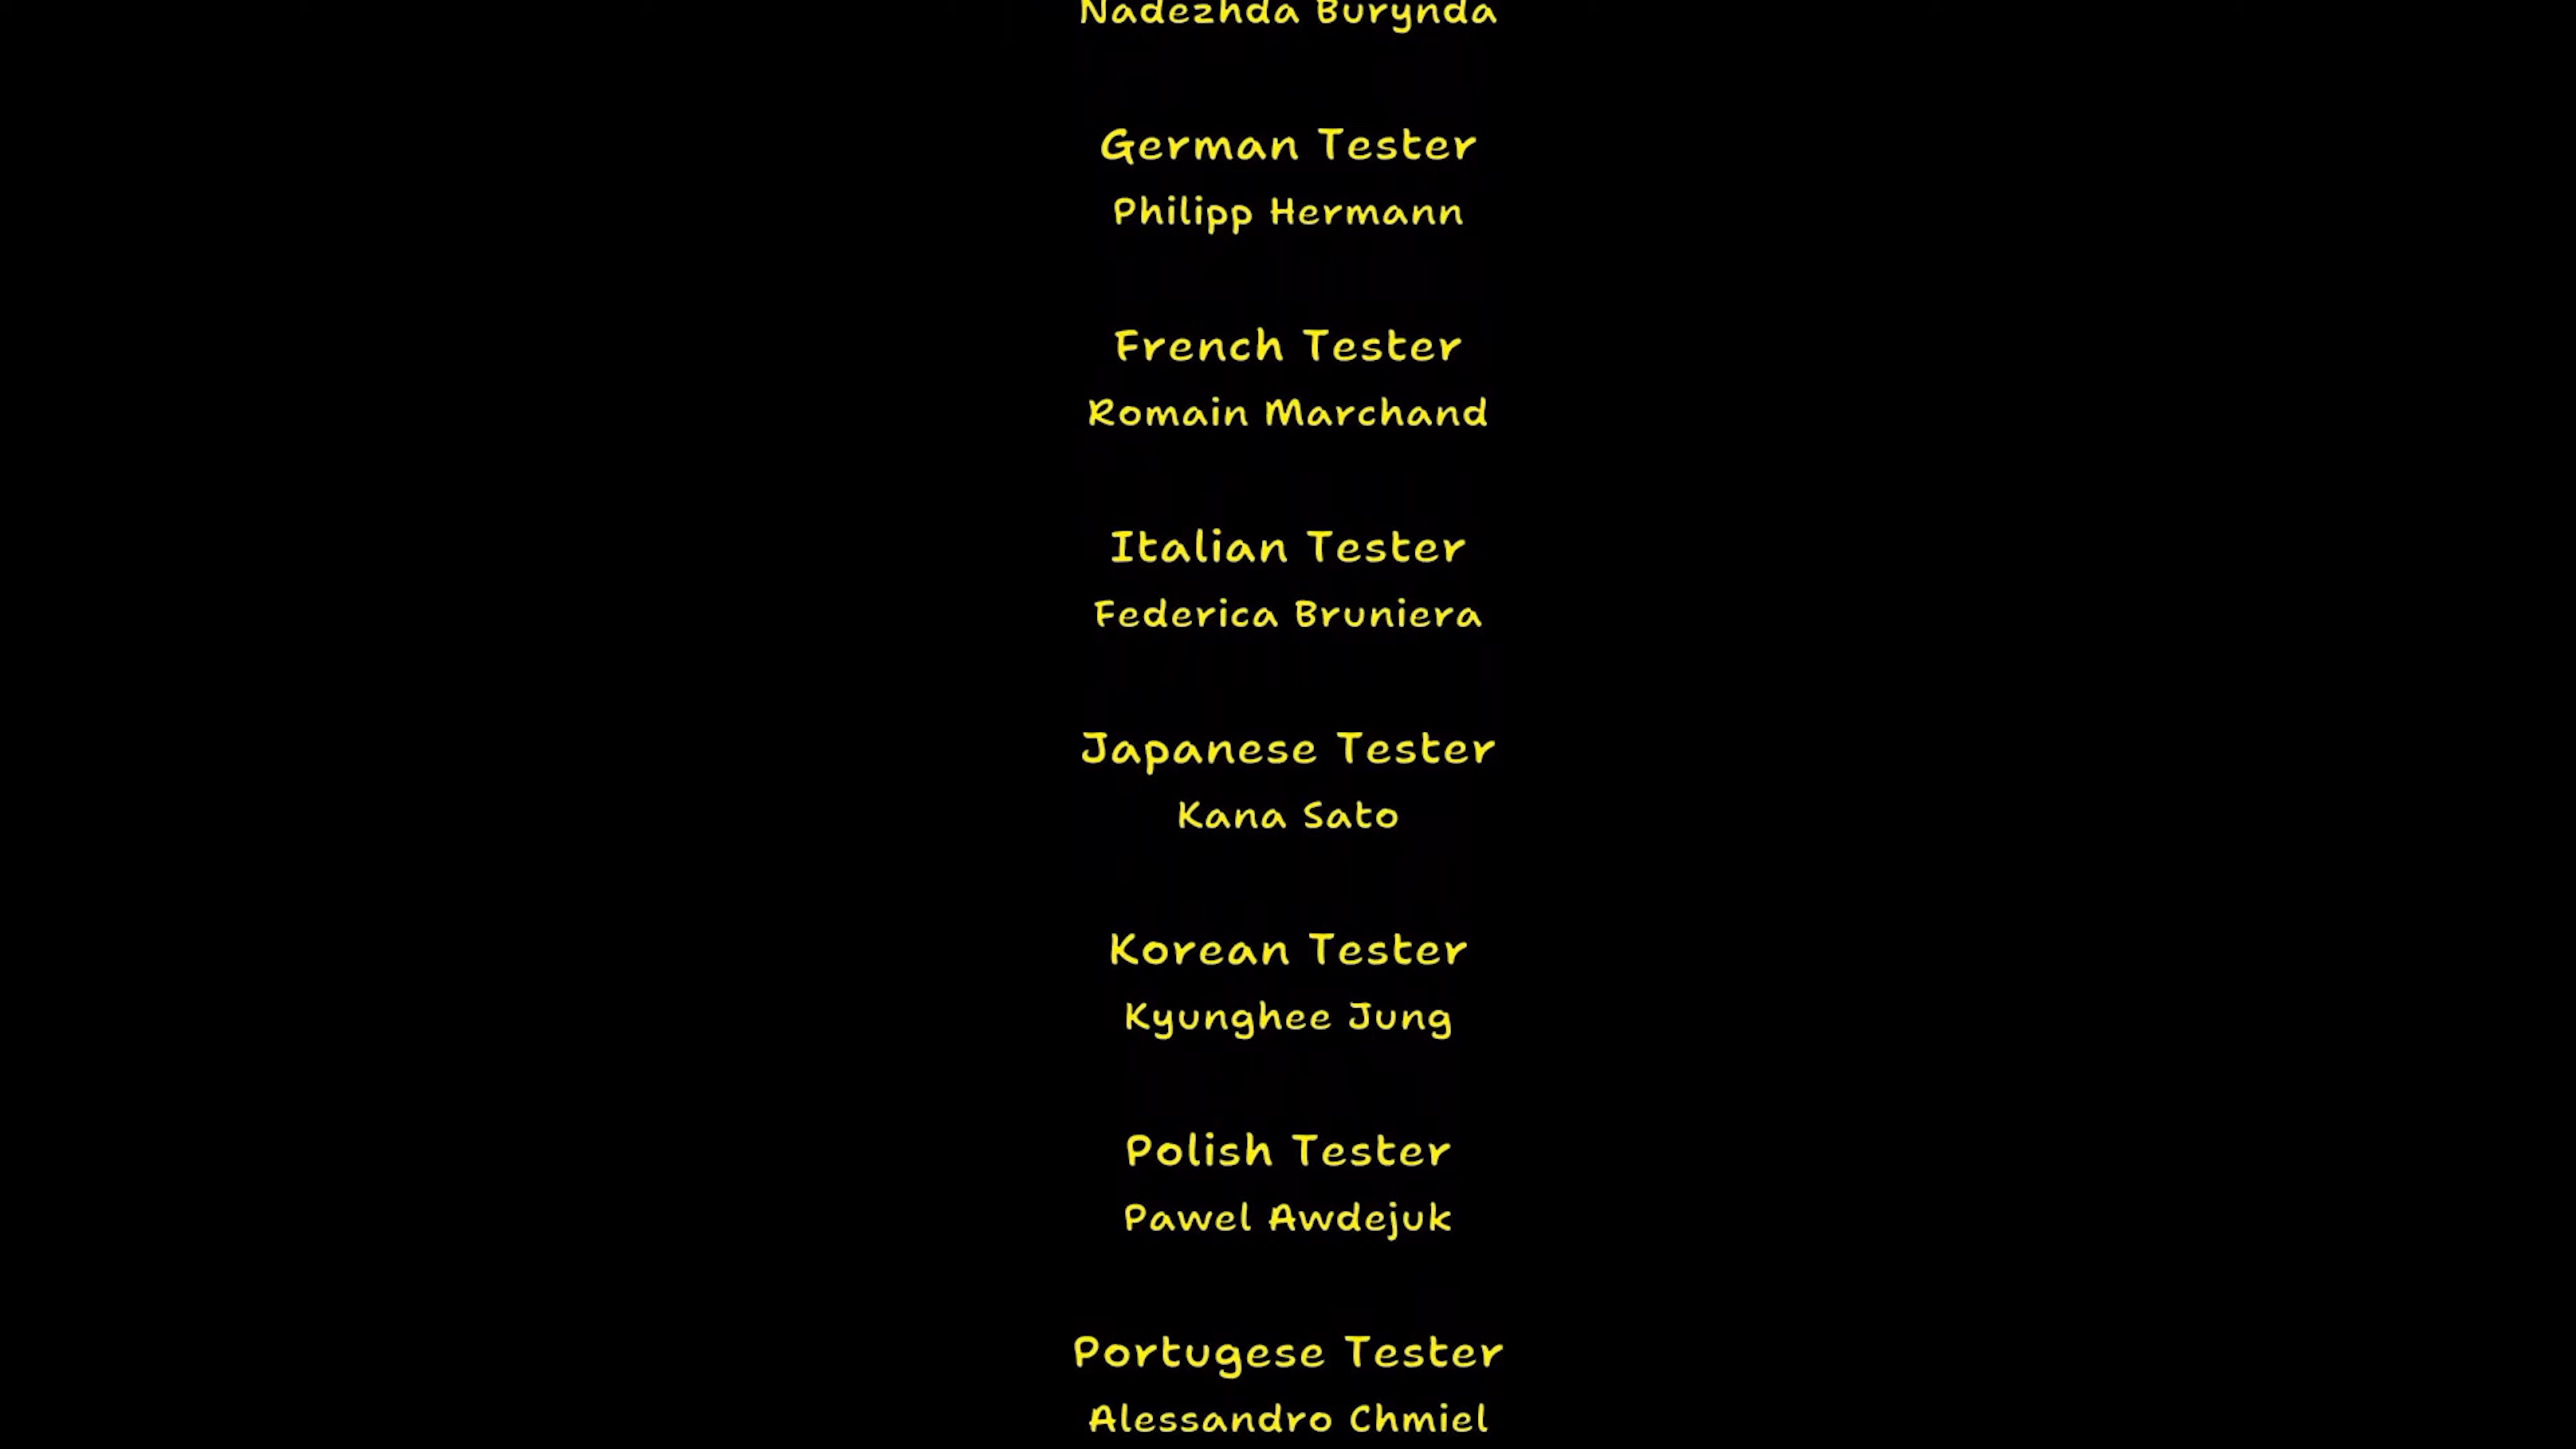 Nadezhda Burynda
German Tester
Philipp Hermann
French Tester
Romain Marchand
Italian Tester
Federica Bruniera
Japanese Tester
Kana Sato
Korean Tester
Kyunghee Jung
Polish Tester
Pawel Awdejuk
Portugese Tester
Alessandro Chmiel